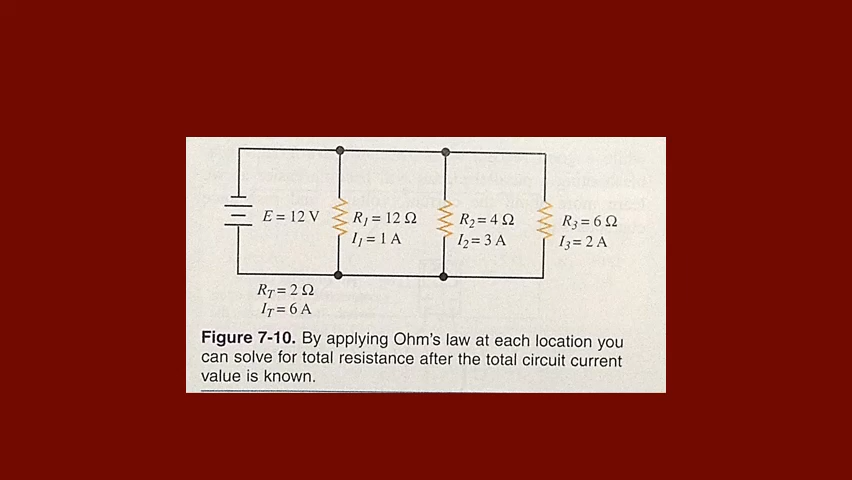 E = 12 V
R1 = 12 Ω
I1 = 1 A
R2 = 4 Ω
I2 = 3 A
R3 = 6 Ω
I3 = 2 A
RT = 2 Ω
IT = 6 A
Figure 7-10. By applying Ohm's law at each location you
can solve for total resistance after the total circuit current
value is known.